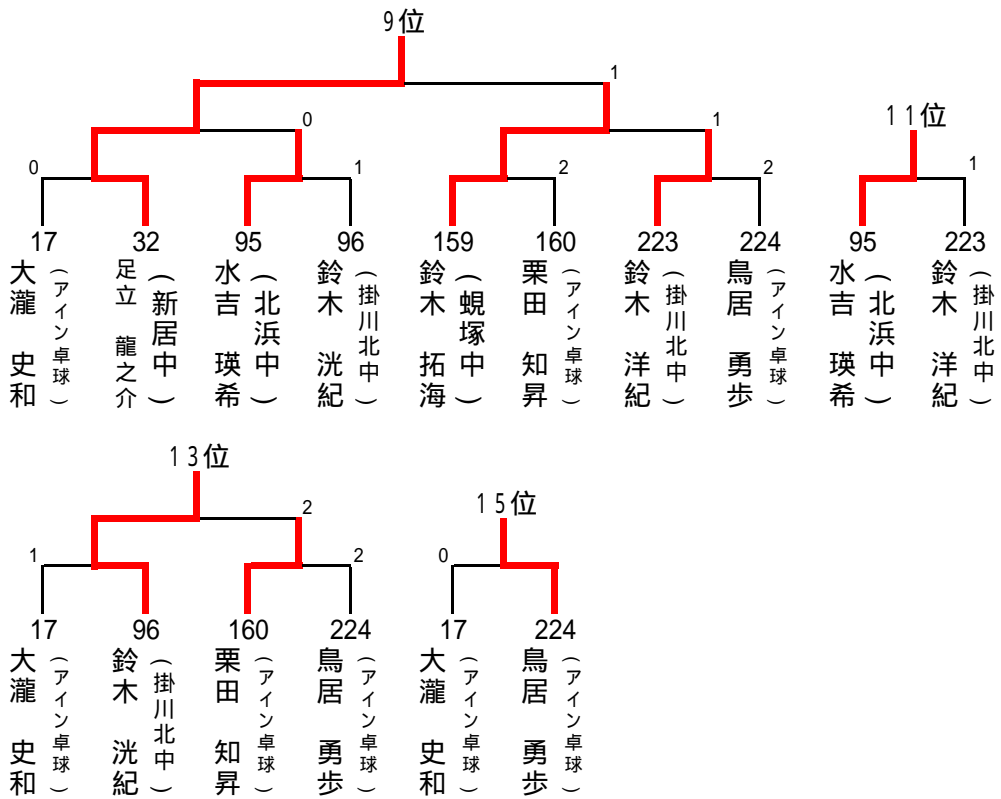 9位
1
0
1
0
1
2
2
17
32
95
96
159
160
223
224
大瀧 史和
(アイン卓球)
足立 龍之介
(新居中)
水吉 瑛希
(北浜中)
鈴木 洸紀
(掛川北中)
鈴木 拓海
(蜆塚中)
栗田 知昇
(アイン卓球)
鈴木 洋紀
(掛川北中)
鳥居 勇歩
(アイン卓球)
11位
1
95
223
水吉 瑛希
(北浜中)
鈴木 洋紀
(掛川北中)
13位
2
1
2
17
96
160
224
大瀧 史和
(アイン卓球)
鈴木 洸紀
(掛川北中)
栗田 知昇
(アイン卓球)
鳥居 勇歩
(アイン卓球)
15位
0
17
224
大瀧 史和
(アイン卓球)
鳥居 勇歩
(アイン卓球)